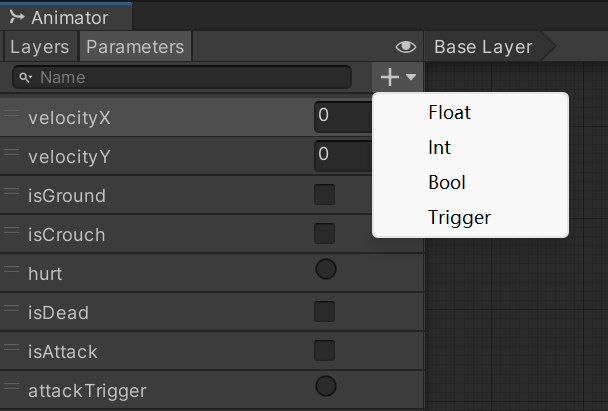 Animator
Layers Parameters Base Layer
Name
velocityX 0
velocityY 0
isGround
isCrouch
hurt
isDead
isAttack
attackTrigger
Float
Int
Bool
Trigger